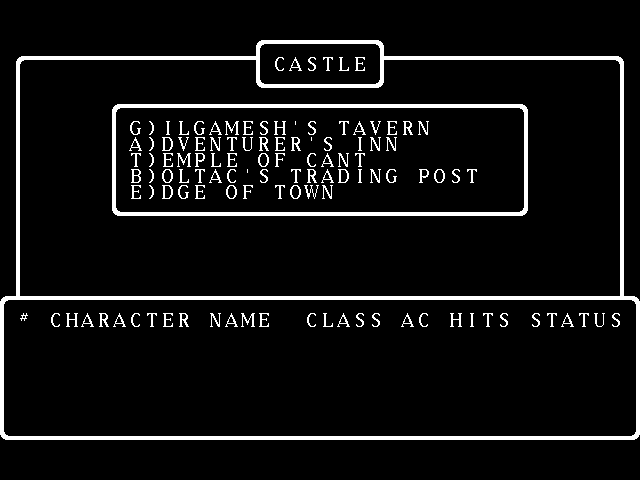 CASTLE
G)ILGAMESH'S TAVERN
A)DVENTURER'S INN
T)EMPLE OF CANT
B)OLTAC'S TRADING POST
E)DGE OF TOWN
# CHARACTER NAME CLASS AC HITS STATUS